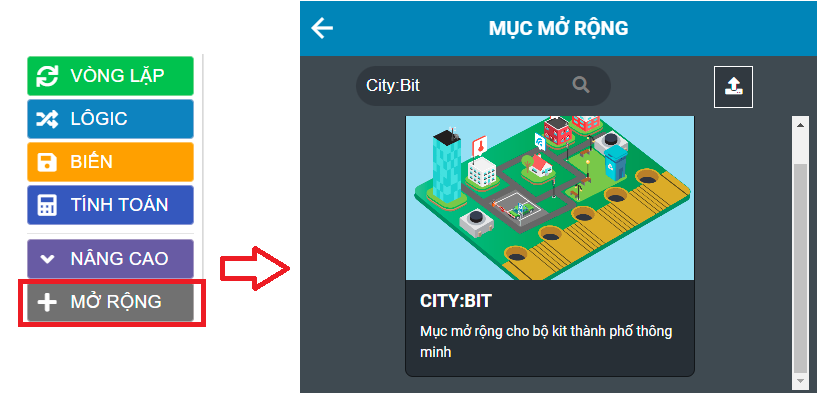 VÒNG LẶP
LÔGIC
BIẾN
TÍNH TOÁN
NÂNG CAO
MỞ RỘNG
MỤC MỞ RỘNG
City:Bit
CITY:BIT
Mục mở rộng cho bộ kit thành phố thông
minh